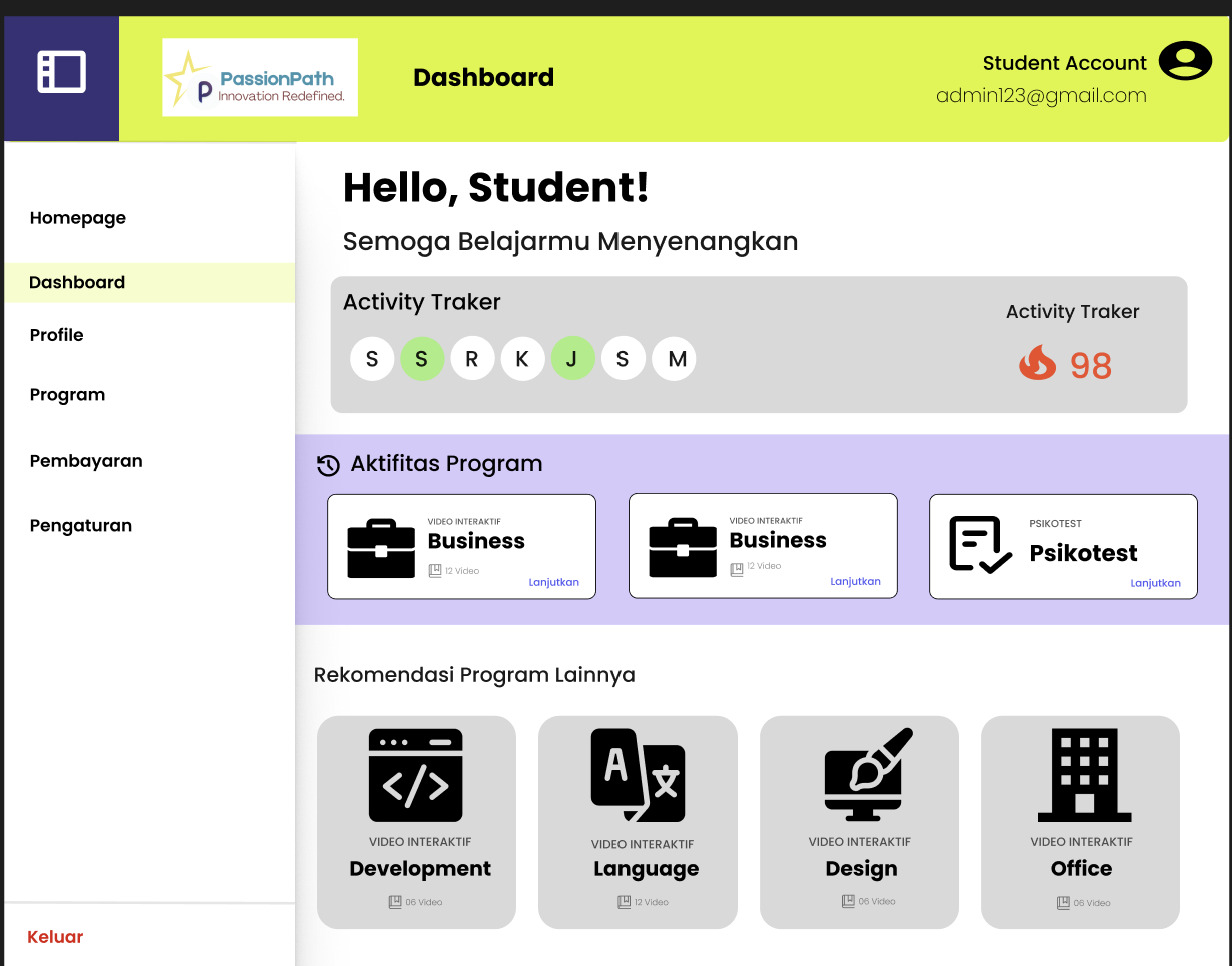 PassionPath
Innovation Redefined.
Dashboard
Student Account
admin123@gmail.com
Homepage
Dashboard
Profile
Program
Pembayaran
Pengaturan
Keluar
Hello, Student!
Semoga Belajarmu Menyenangkan
Activity Traker
S S R K J S M
Activity Traker
98
Aktifitas Program
VIDEO INTERAKTIF
Business
12 Video
Lanjutkan
VIDEO INTERAKTIF
Business
12 Video
Lanjutkan
PSIKOTEST
Psikotest
Lanjutkan
Rekomendasi Program Lainnya
VIDEO INTERAKTIF
Development
06 Video
A 文
VIDEO INTERAKTIF
Language
12 Video
VIDEO INTERAKTIF
Design
06 Video
VIDEO INTERAKTIF
Office
06 Video